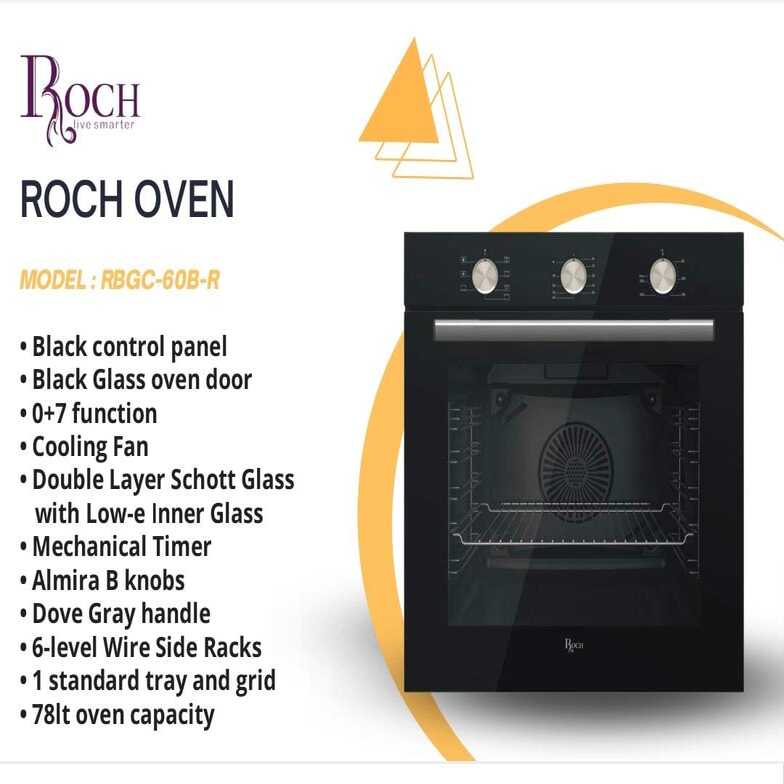 ROCH
live smarter
ROCH OVEN
MODEL : RBGC-60B-R
• Black control panel
• Black Glass oven door
• 0+7 function
• Cooling Fan
• Double Layer Schott Glass
with Low-e Inner Glass
• Mechanical Timer
• Almira B knobs
• Dove Gray handle
• 6-level Wire Side Racks
• 1 standard tray and grid
• 78lt oven capacity
ROCH